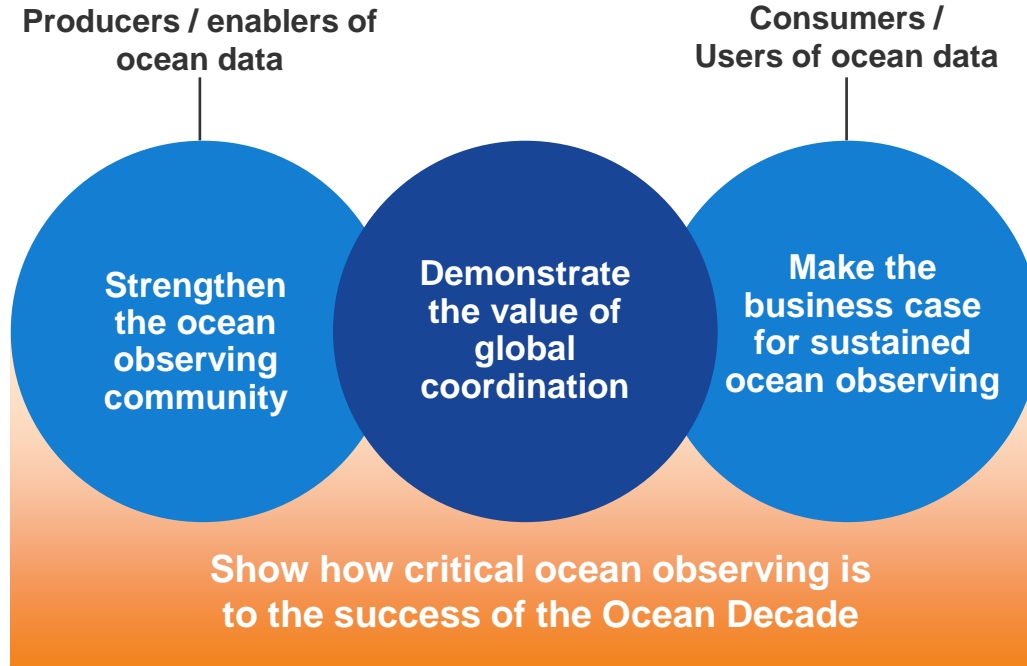 Producers / enablers of
ocean data
Consumers /
Users of ocean data
Strengthen
the ocean
observing
community
Demonstrate
the value of
global
coordination
Make the
business case
for sustained
ocean observing
Show how critical ocean observing is
to the success of the Ocean Decade